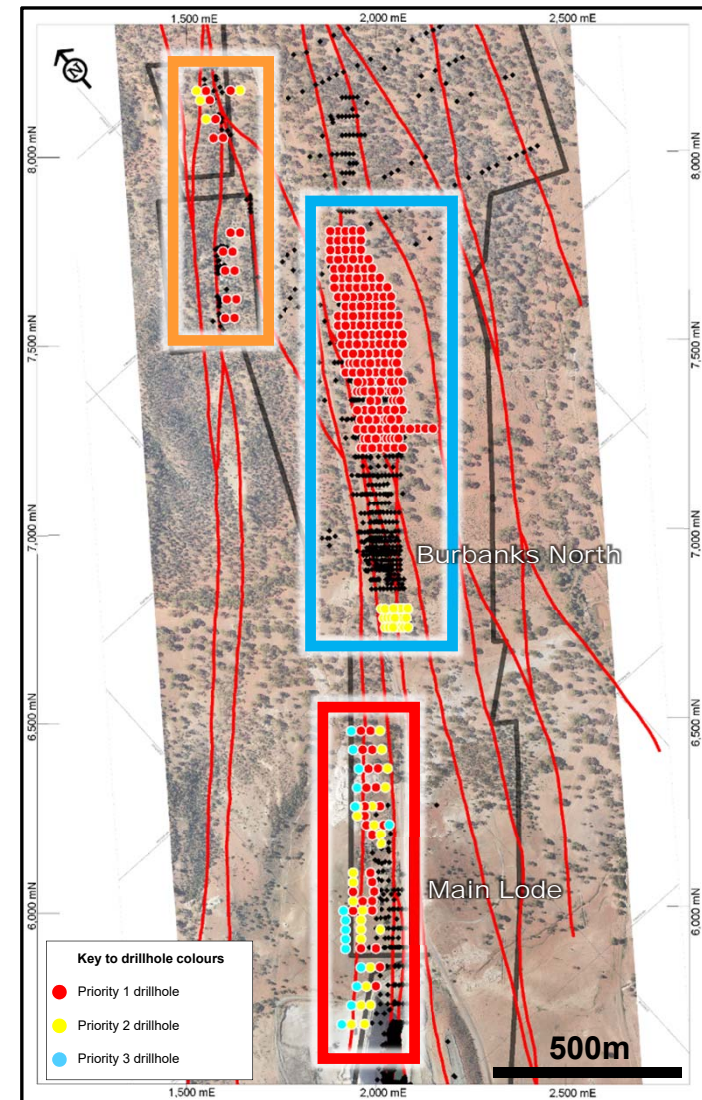 1,500 mE
2,000 mE
2,500 mE
N
8,000 mN
8,000 mN
7,500 mN
7,500 mN
7,000 mN
7,000 mN
Burbanks North
6,500 mN
6,500 mN
Main Lode
6,000 mN
6,000 mN
Key to drillhole colours
Priority 1 drillhole
Priority 2 drillhole
Priority 3 drillhole
500m
1,500 mE
2,000 mE
2,500 mE